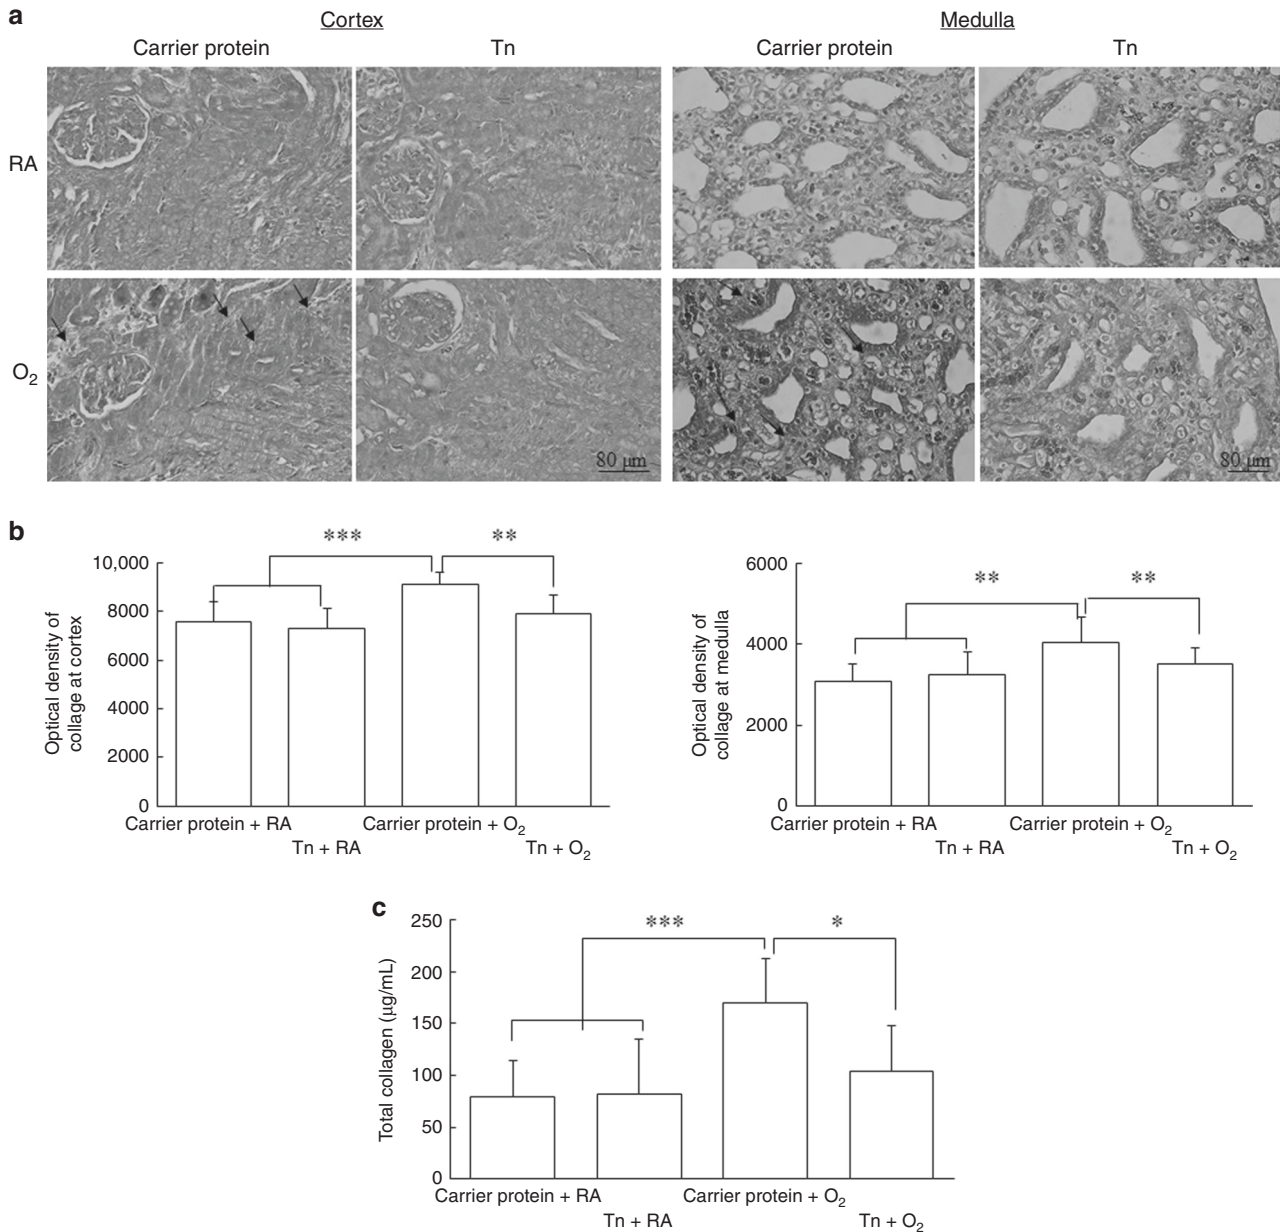 a
Cortex
Medulla
Carrier protein
Tn
Carrier protein
Tn
RA
O2
80 µm
80 µm
b
Optical density of
collage at cortex
10,000
8000
6000
4000
2000
0
***
**
Carrier protein + RA
Tn + RA
Carrier protein + O2
Tn + O2
Optical density of
collage at medulla
6000
4000
2000
0
**
**
Carrier protein + RA
Tn + RA
Carrier protein + O2
Tn + O2
c
Total collagen (µg/mL)
250
200
150
100
50
0
***
*
Carrier protein + RA
Tn + RA
Carrier protein + O2
Tn + O2